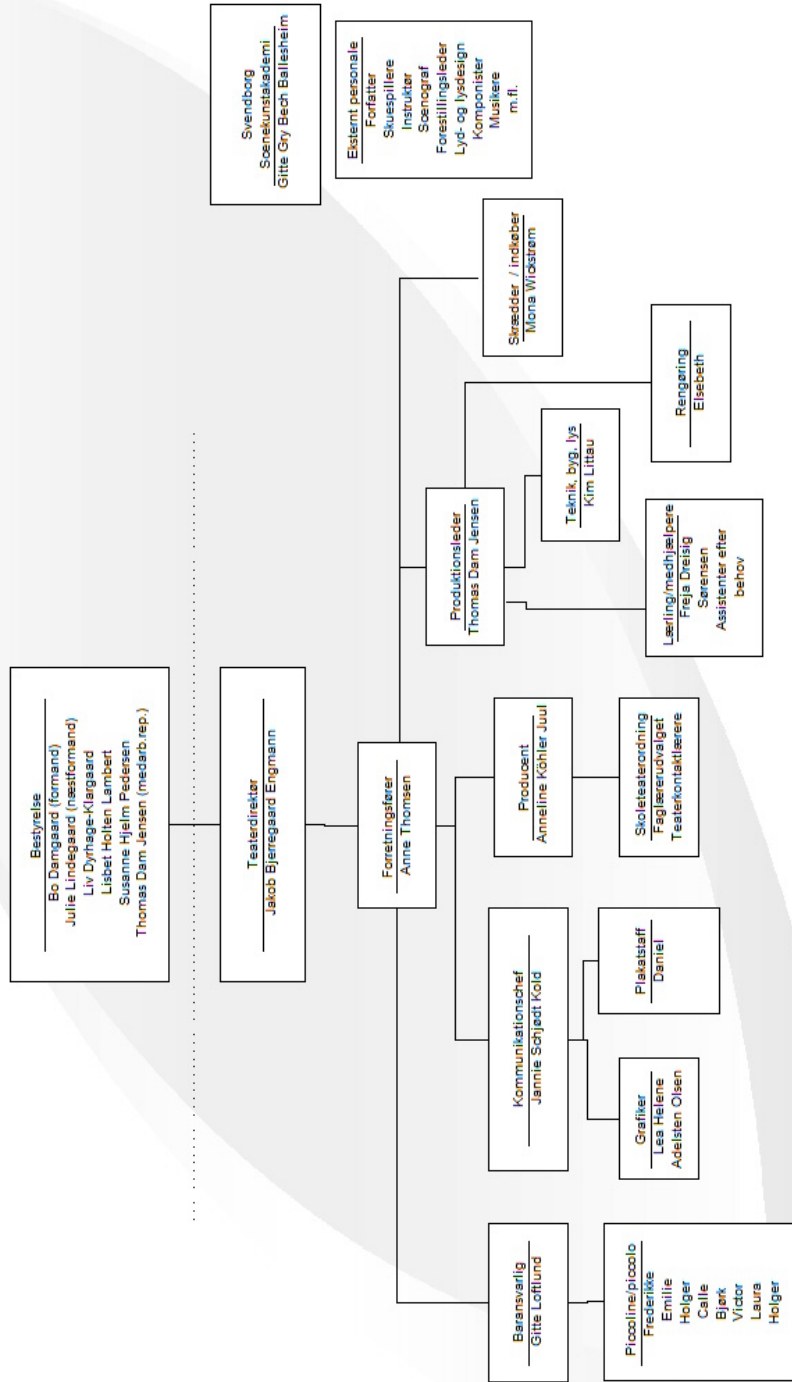 Bestyrelse
Bo Damgaard (formand)
Julie Lindegaard (næstformand)
Liv Dyrhage-Klargaard
Lisbet Holten Lambert
Susanne Hjelm Pedersen
Thomas Dam Jensen (medarb.rep.)
Svendborg
Scenekunstakademi
Gitte Gry Bech Ballesheim
Teaterdirektør
Jakob Bjerregaard Engmann
Eksternt personale
Forfatter
Skuespillere
Instruktør
Scenograf
Forestillingsleder
Lyd- og lysdesign
Komponister
Musikere
m.fl.
Forretningsfører
Anne Thomsen
Produktionsleder
Thomas Dam Jensen
Baransvarlig
Gitte Loftlund
Kommunikationschef
Jannie Schjødt Kold
Producent
Anneline Köhler Juul
Skrædder / indkøber
Mona Wickstrøm
Teknik, byg, lys
Kim Littau
Piccoline/piccolo
Frederikke
Emilie
Holger
Calle
Bjørk
Victor
Laura
Holger
Grafiker
Lea Helene
Adelsten Olsen
Plakatstaff
Daniel
Skoleteaterordning
Faglærerudvalget
Teaterkontaktlærere
Lærling/medhjælpere
Freja Dreisig
Sørensen
Assistenter efter
behov
Rengøring
Elsebeth